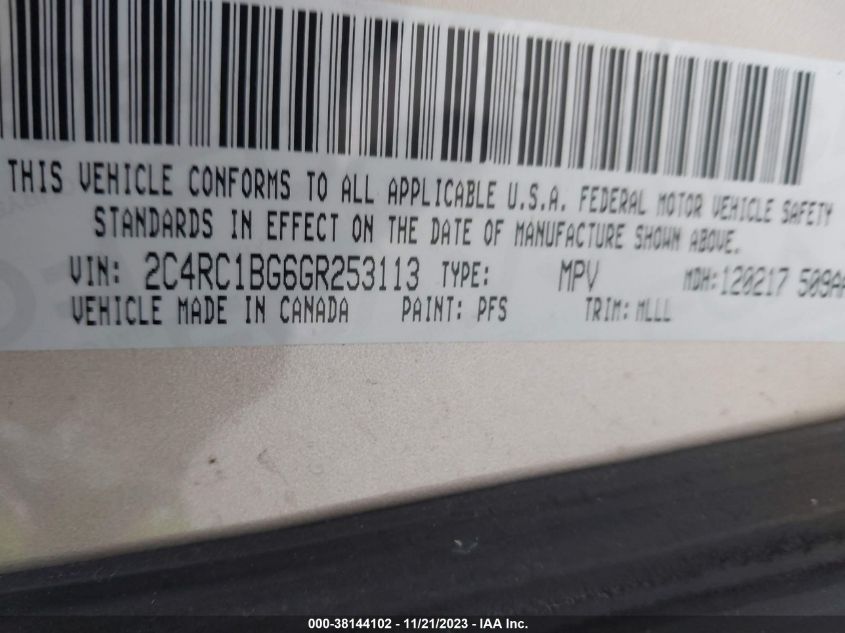 THIS VEHICLE CONFORMS TO ALL APPLICABLE U.S.A. FEDERAL MOTOR VEHICLE SAFETY
STANDARDS IN EFFECT ON THE DATE OF MANUFACTURE SHOWN ABOVE.
VIN: 2C4RC1BG6GR253113 TYPE: MPV MDH:120217 509AA
VEHICLE MADE IN CANADA PAINT: PFS TRIM: MLLL
000-38144102 - 11/21/2023 - IAA Inc.